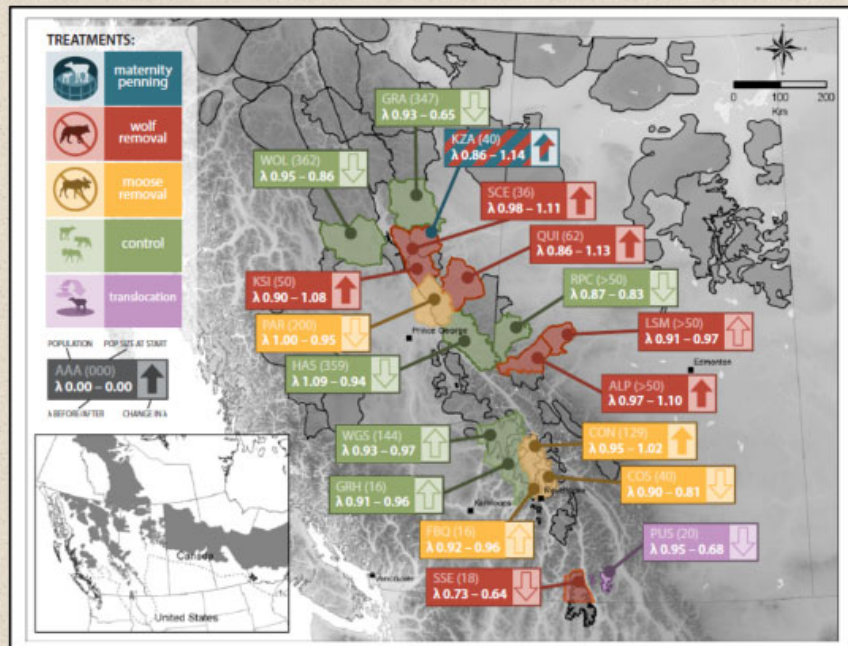 TREATMENTS:
maternity
penning
wolf
removal
moose
removal
control
translocation
POPULATION
POP SIZE AT START
AAA (000)
λ 0.00 – 0.00
λ BEFORE/AFTER
CHANGE IN λ
0
100
200
Km
GRA (347)
λ 0.93 – 0.65
KZA (40)
λ 0.86 – 1.14
WOL (362)
λ 0.95 – 0.86
SCE (36)
λ 0.98 – 1.11
QUI (62)
λ 0.86 – 1.13
KSI (50)
λ 0.90 – 1.08
RPC (>50)
λ 0.87 – 0.83
PAR (200)
λ 1.00 – 0.95
Prince George
LSM (>50)
λ 0.91 – 0.97
HAS (359)
λ 1.09 – 0.94
Edmonton
ALP (>50)
λ 0.97 – 1.10
WGS (144)
λ 0.93 – 0.97
CON (129)
λ 0.95 – 1.02
GRH (16)
λ 0.91 – 0.96
COS (40)
λ 0.90 – 0.81
Kamloops
FBQ (16)
λ 0.92 – 0.96
PUS (20)
λ 0.95 – 0.68
SSE (18)
λ 0.73 – 0.64
Vancouver
Canada
United States